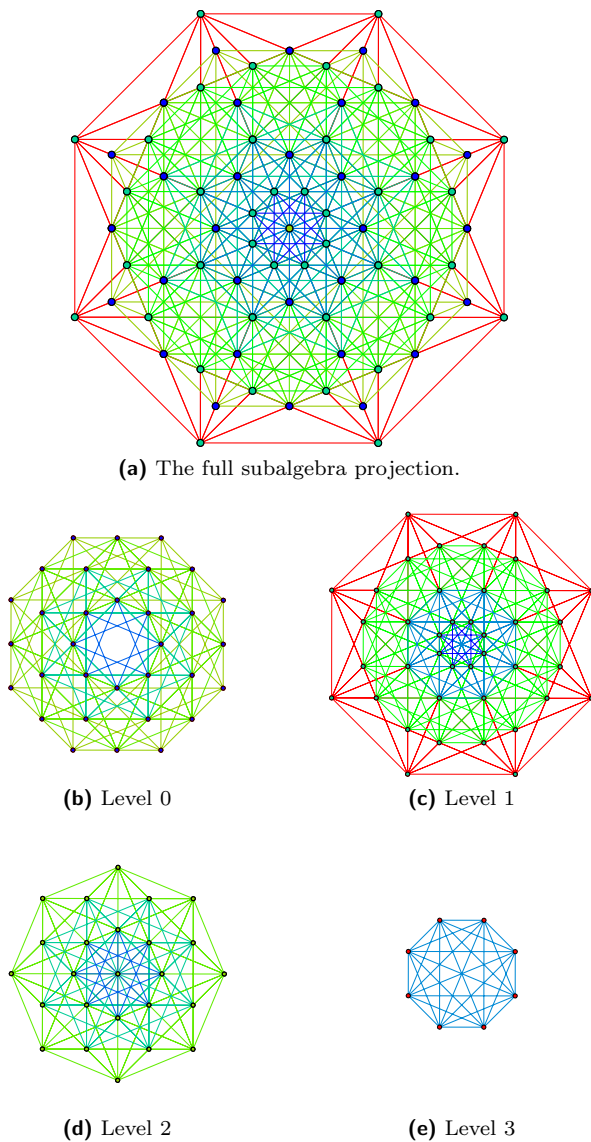 (a) The full subalgebra projection.
(b) Level 0
(c) Level 1
(d) Level 2
(e) Level 3